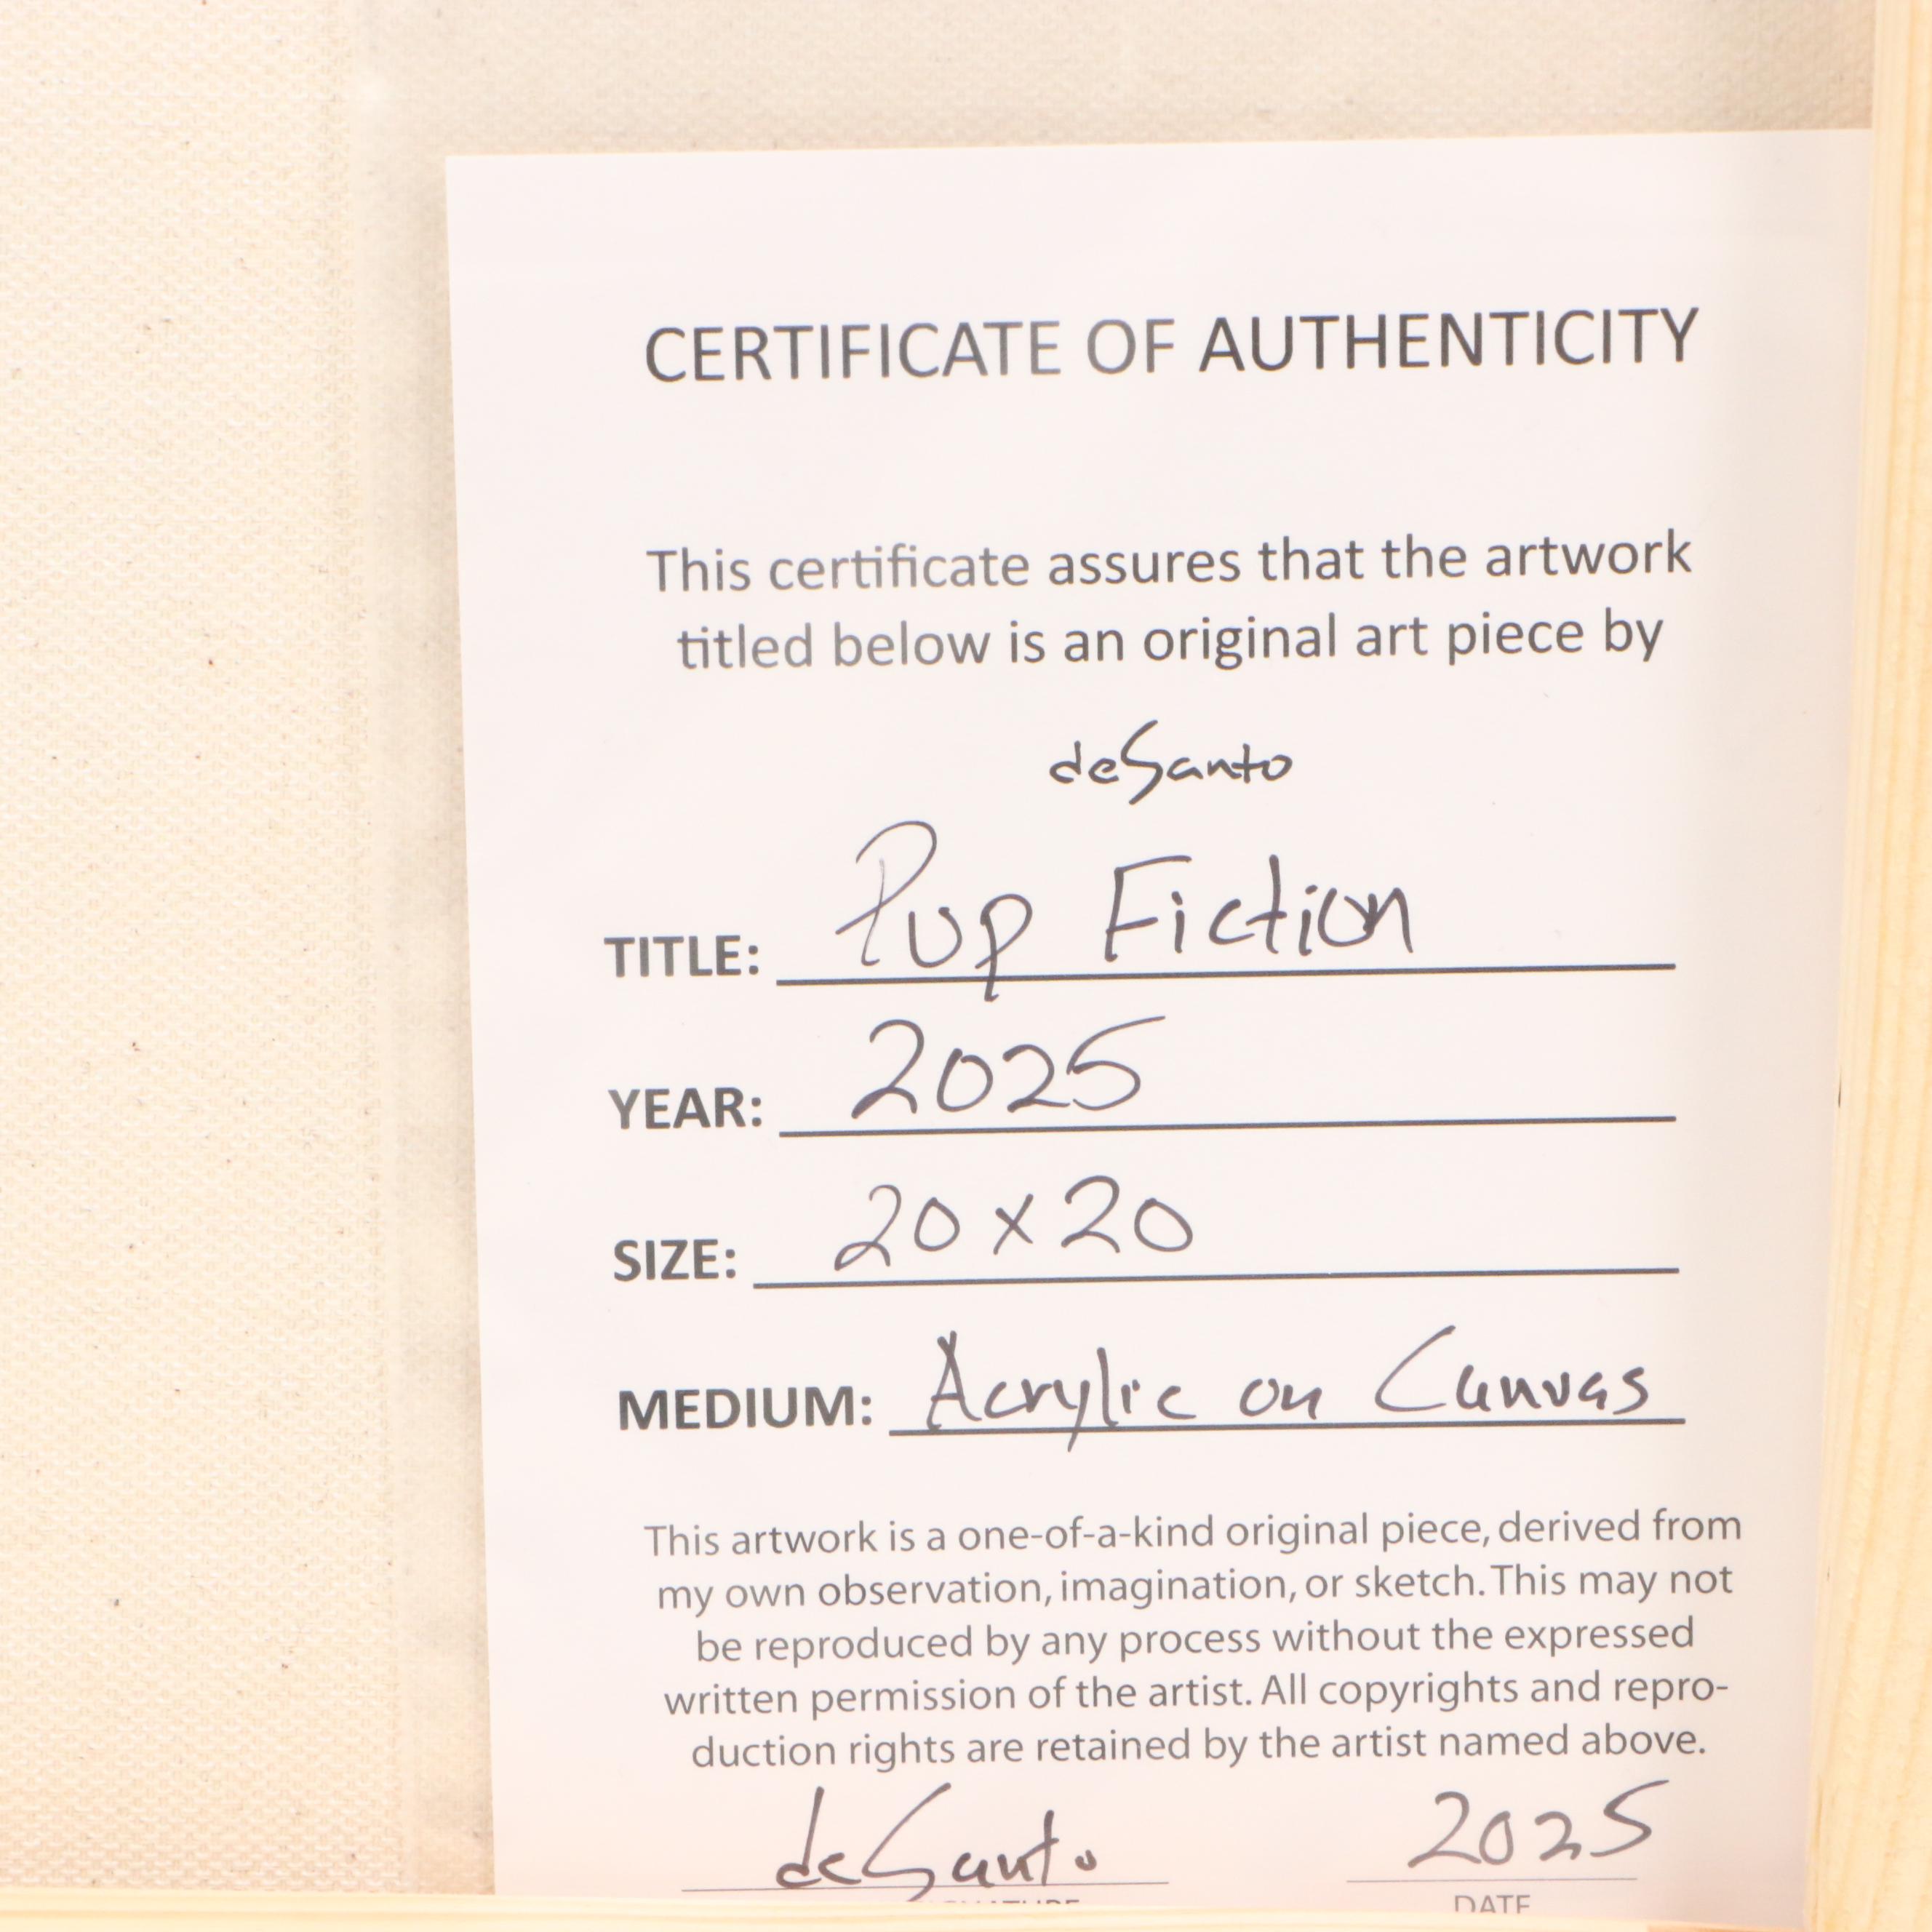 CERTIFICATE OF AUTHENTICITY
This certificate assures that the artwork
titled below is an original art piece by
deSanto
TITLE: Pup Fiction
YEAR: 2025
SIZE: 20 x 20
MEDIUM: Acrylic on Canvas
This artwork is a one-of-a-kind original piece, derived from
my own observation, imagination, or sketch. This may not
be reproduced by any process without the expressed
written permission of the artist. All copyrights and repro-
duction rights are retained by the artist named above.
deSanto 2025
DATE